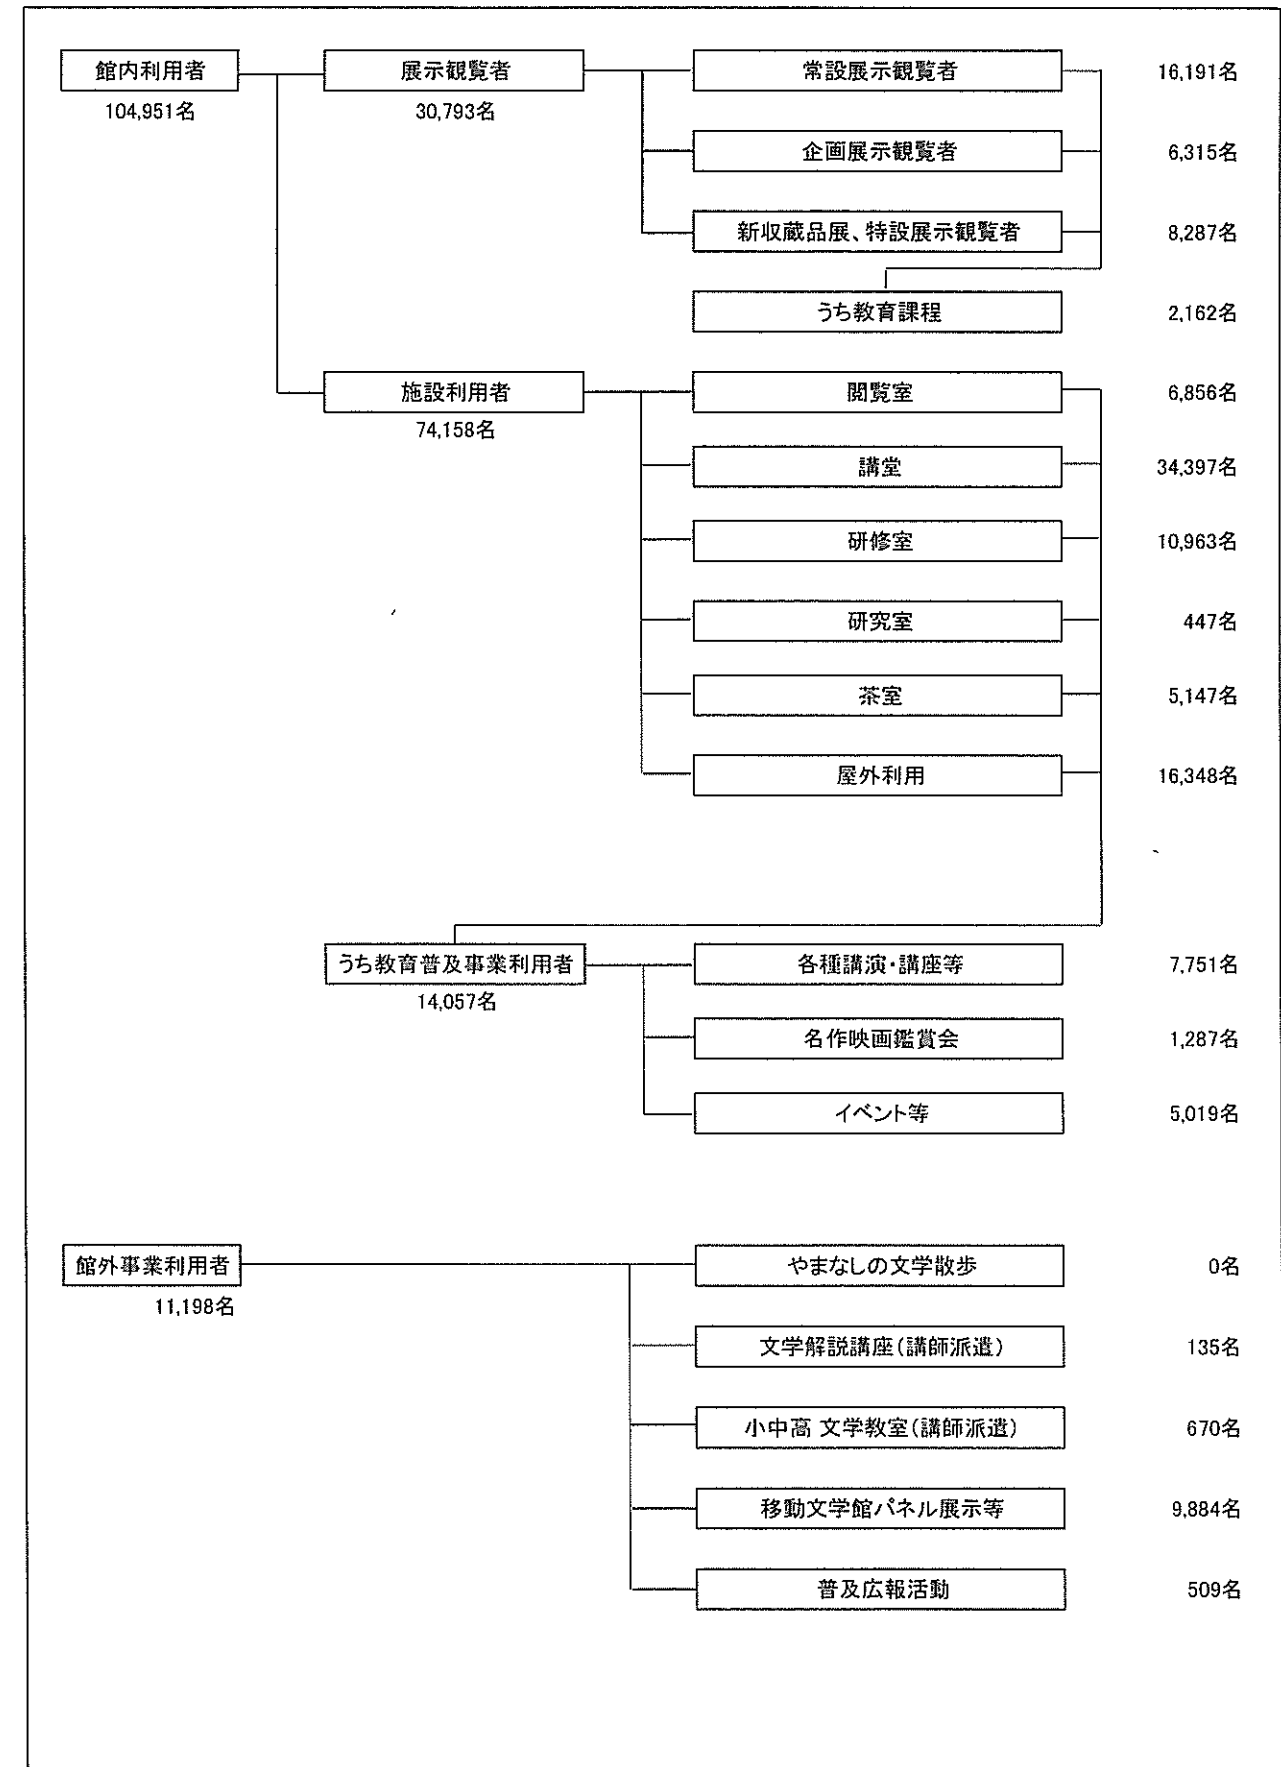 館内利用者 展示観覧者 常設展示観覧者 16,191名
104,951名 30,793名
企画展示観覧者 6,315名
新収蔵品展、特設展示観覧者 8,287名
うち教育課程 2,162名
施設利用者 閲覧室 6,856名
74,158名
講堂 34,397名
研修室 10,963名
研究室 447名
茶室 5,147名
屋外利用 16,348名
うち教育普及事業利用者 各種講演・講座等 7,751名
14,057名
名作映画鑑賞会 1,287名
イベント等 5,019名
館外事業利用者 やまなしの文学散歩 0名
11,198名
文学解説講座(講師派遣) 135名
小中高 文学教室(講師派遣) 670名
移動文学館パネル展示等 9,884名
普及広報活動 509名